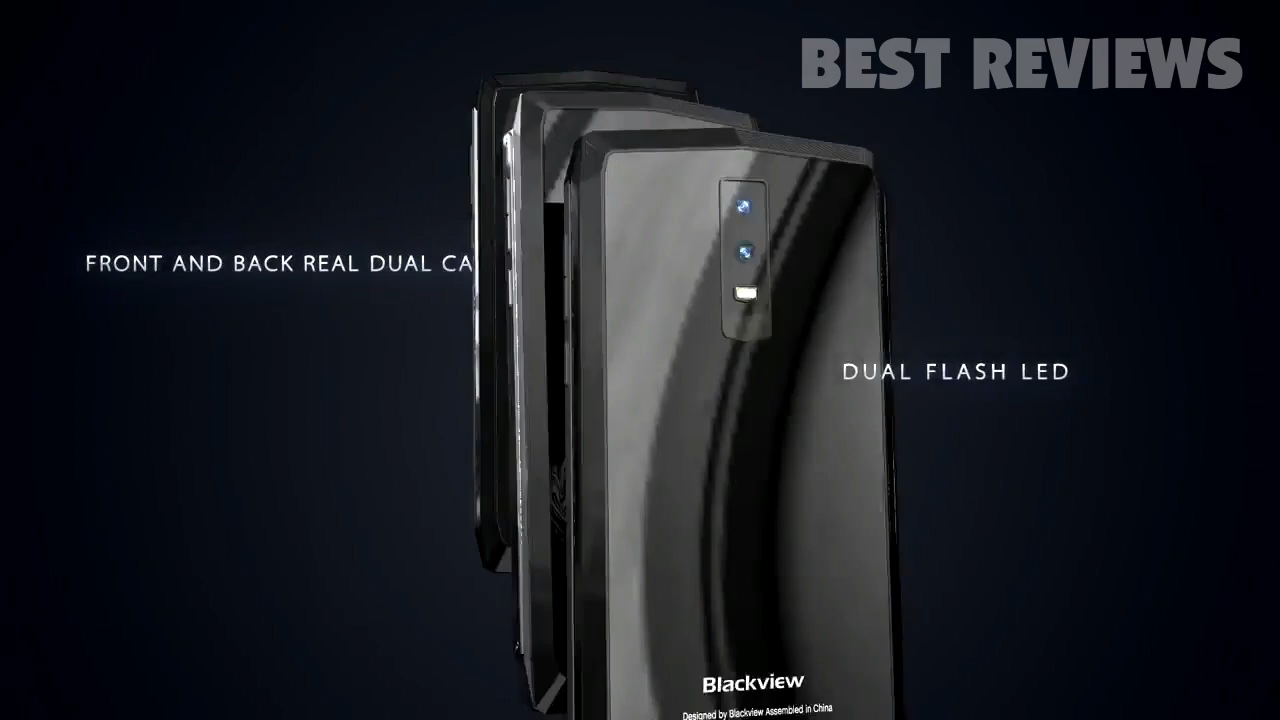 BEST REVIEWS
FRONT AND BACK REAL DUAL CA
DUAL FLASH LED
Blackview
Designed by Blackview Assembled in China